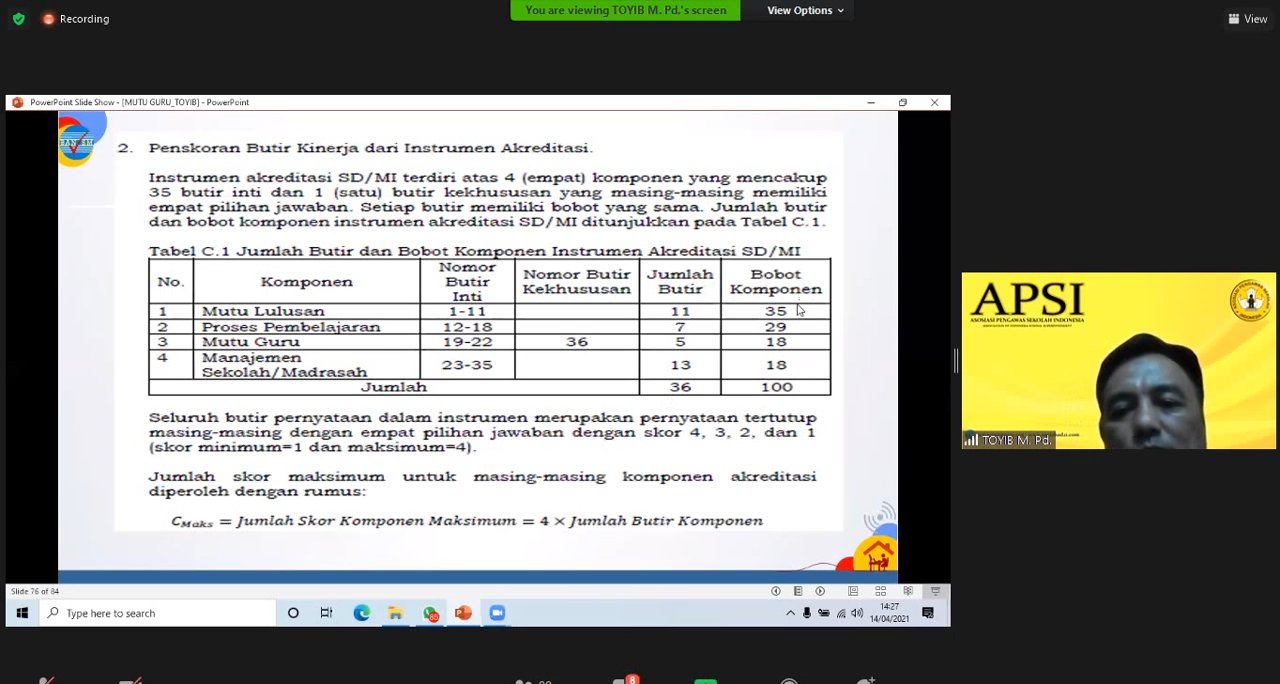 Recording
You are viewing TOYIB M. Pd.'s screen
View Options
View
PowerPoint Slide Show - [MUTU GURU_TOYIB] - PowerPoint
2. Penskoran Butir Kinerja dari Instrumen Akreditasi.
Instrumen akreditasi SD/MI terdiri atas 4 (empat) komponen yang mencakup
35 butir inti dan 1 (satu) butir kekhususan yang masing-masing memiliki
empat pilihan jawaban. Setiap butir memiliki bobot yang sama. Jumlah butir
dan bobot komponen instrumen akreditasi SD/MI ditunjukkan pada Tabel C.1.
Tabel C.1 Jumlah Butir dan Bobot Komponen Instrumen Akreditasi SD/MI
No. Komponen Nomor Butir Inti Nomor Butir Kekhususan Jumlah Butir Bobot Komponen
1 Mutu Lulusan 1-11 11 35
2 Proses Pembelajaran 12-18 7 29
3 Mutu Guru 19-22 36 5 18
4 Manajemen Sekolah/Madrasah 23-35 13 18
Jumlah 36 100
Seluruh butir pernyataan dalam instrumen merupakan pernyataan tertutup
masing-masing dengan empat pilihan jawaban dengan skor 4, 3, 2, dan 1
(skor minimum=1 dan maksimum=4).
Jumlah skor maksimum untuk masing-masing komponen akreditasi
diperoleh dengan rumus:
C_Maks = Jumlah Skor Komponen Maksimum = 4 × Jumlah Butir Komponen
Slide 76 of 84
Type here to search
14:27
14/04/2021
APSI
ASOSIASI PENGAWAS SEKOLAH INDONESIA
TOYIB M. Pd.
8